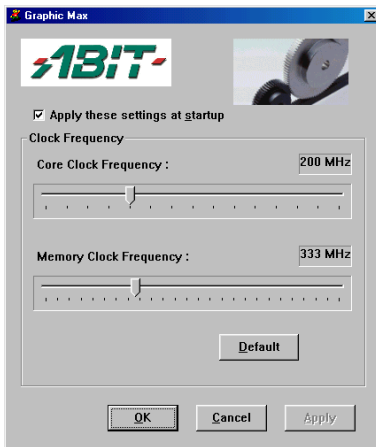 Graphic Max
ABIT
Apply these settings at startup
Clock Frequency
Core Clock Frequency :
200 MHz
Memory Clock Frequency :
333 MHz
Default
OK
Cancel
Apply